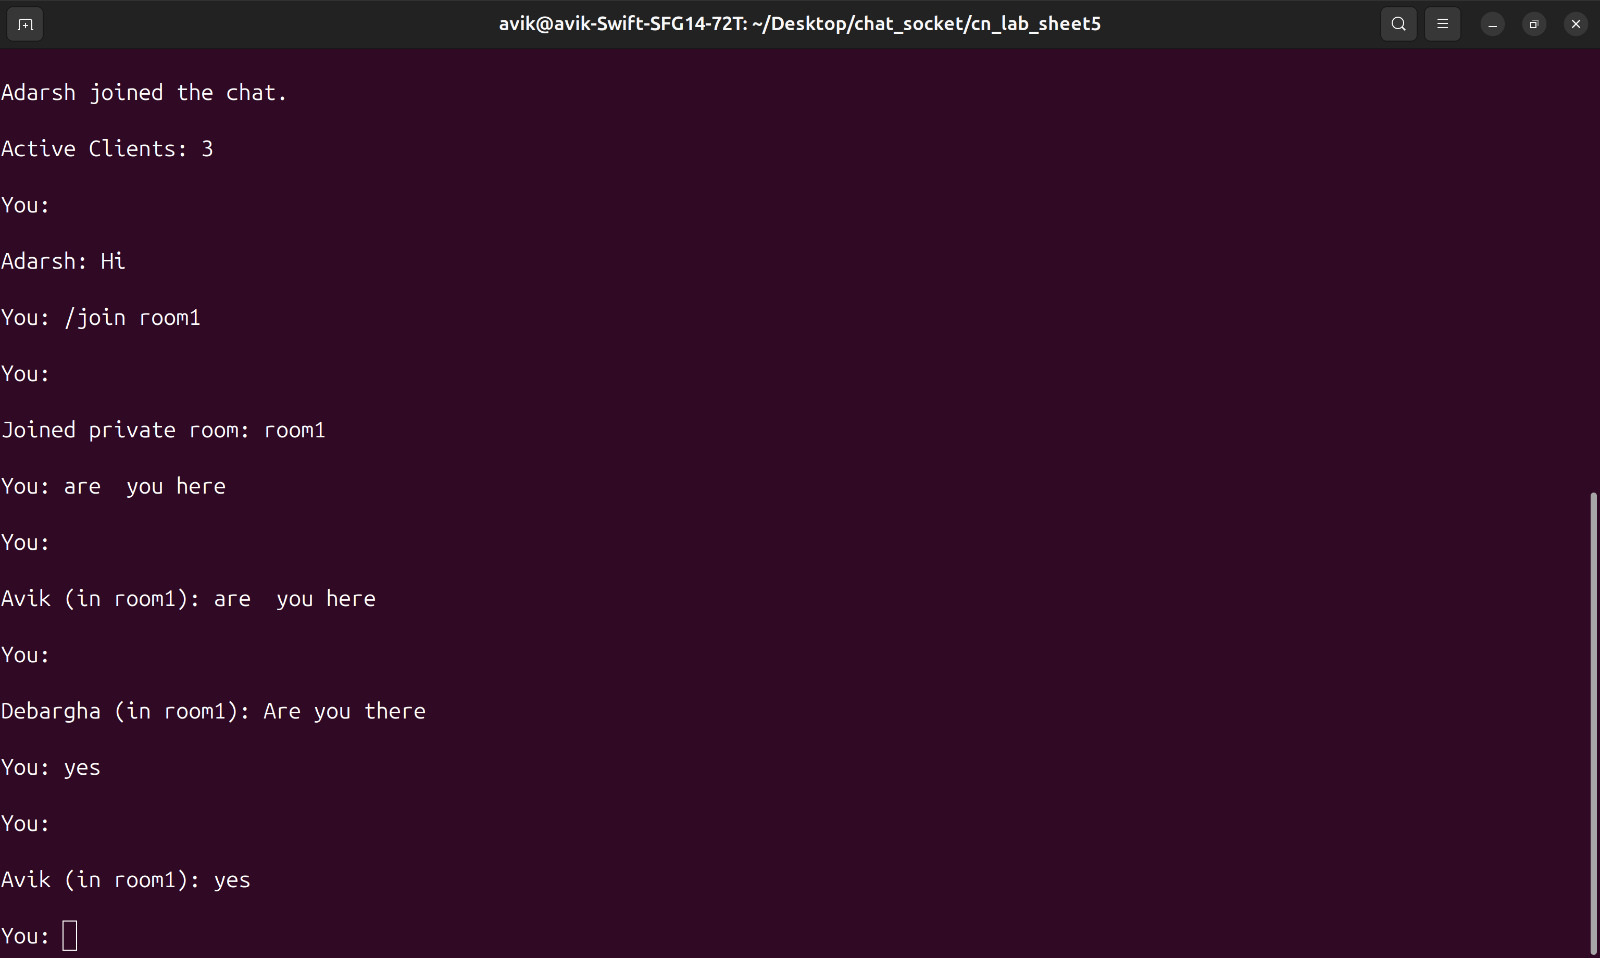 avik@avik-Swift-SFG14-72T: ~/Desktop/chat_socket/cn_lab_sheet5
Adarsh joined the chat.
Active Clients: 3
You:
Adarsh: Hi
You: /join room1
You:
Joined private room: room1
You: are  you here
You:
Avik (in room1): are  you here
You:
Debargha (in room1): Are you there
You: yes
You:
Avik (in room1): yes
You: